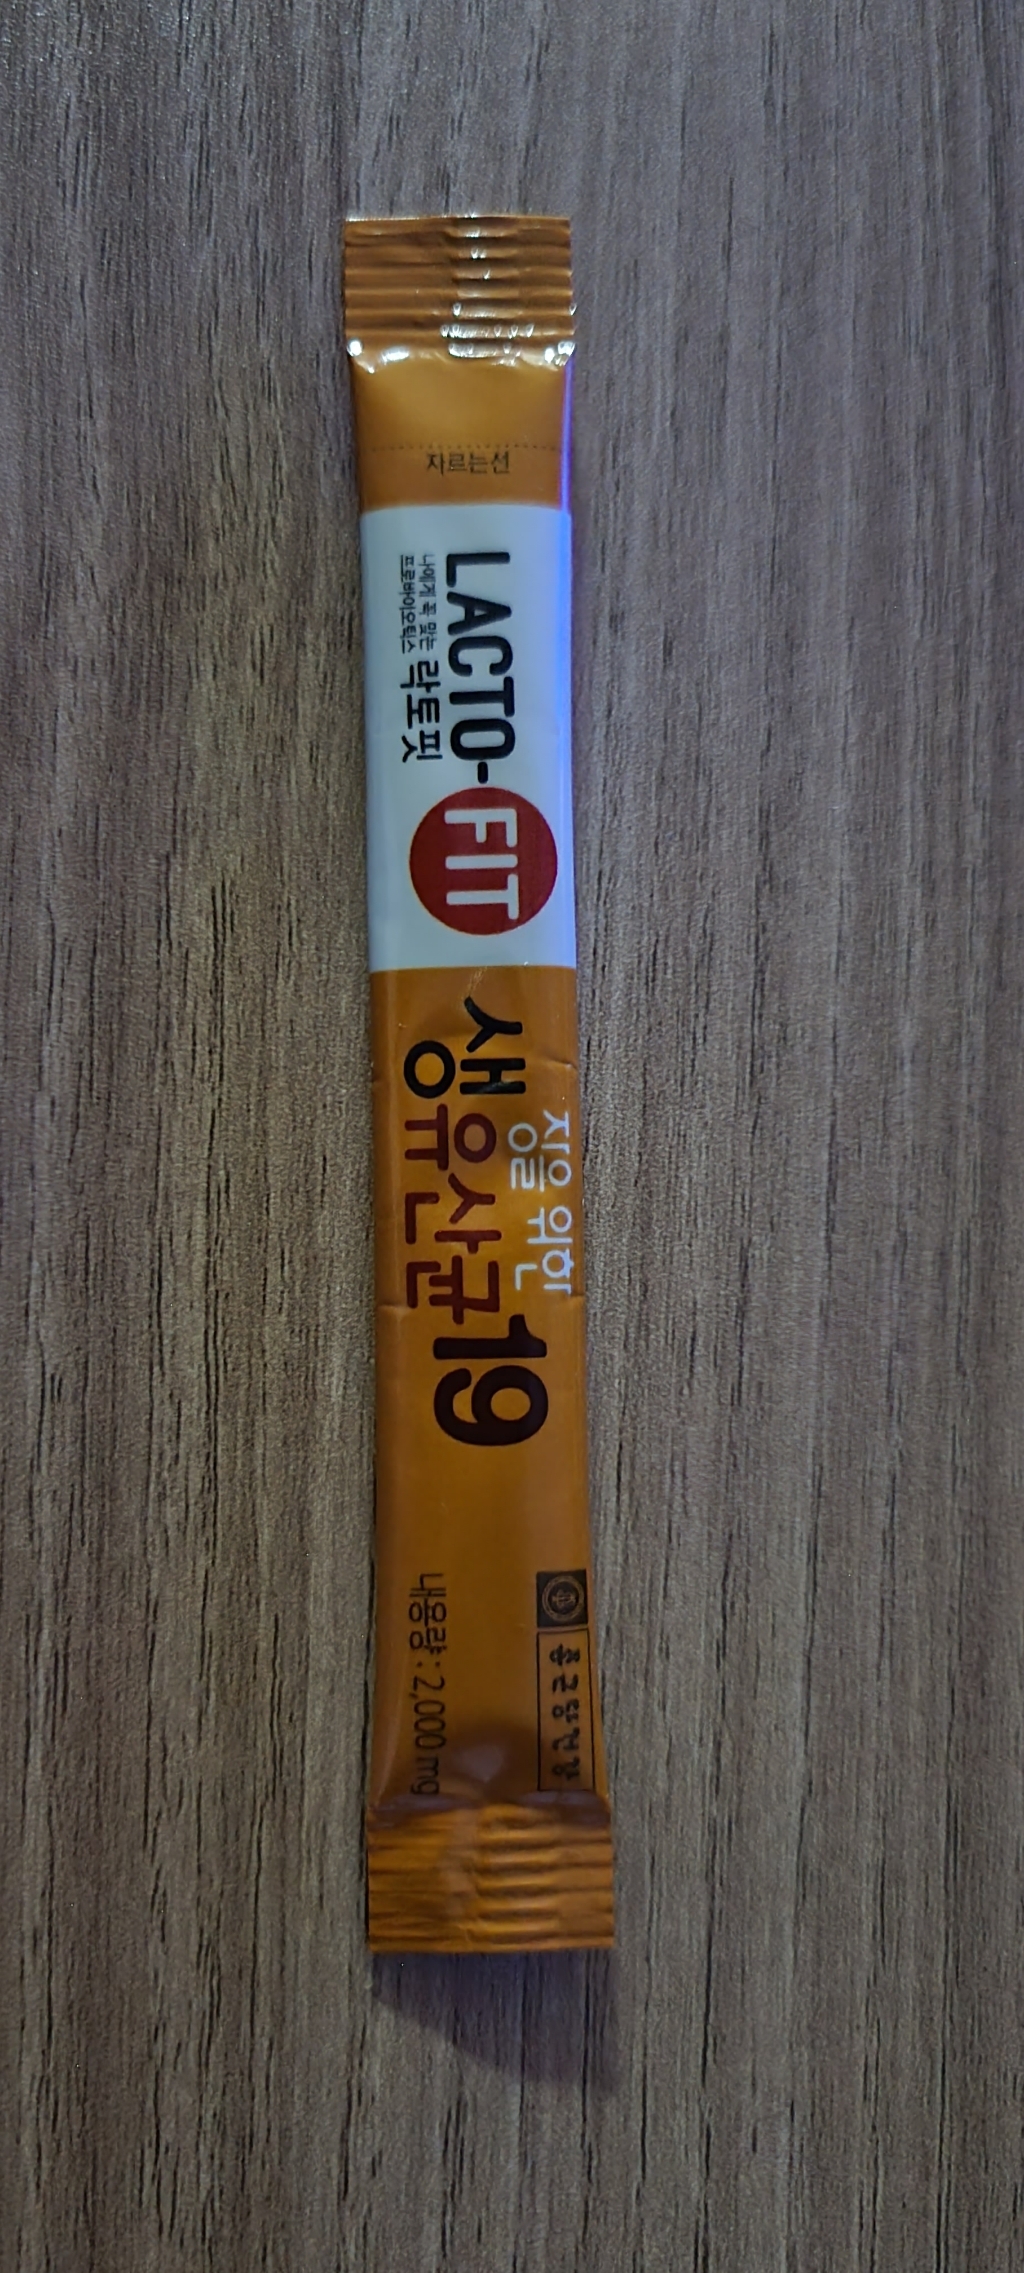 자르는선
LACTO-FIT
나에게 꼭 맞는
프로바이오틱스
락토핏
장을 위한
생유산균19
종근당건강
내용량 : 2,000 mg